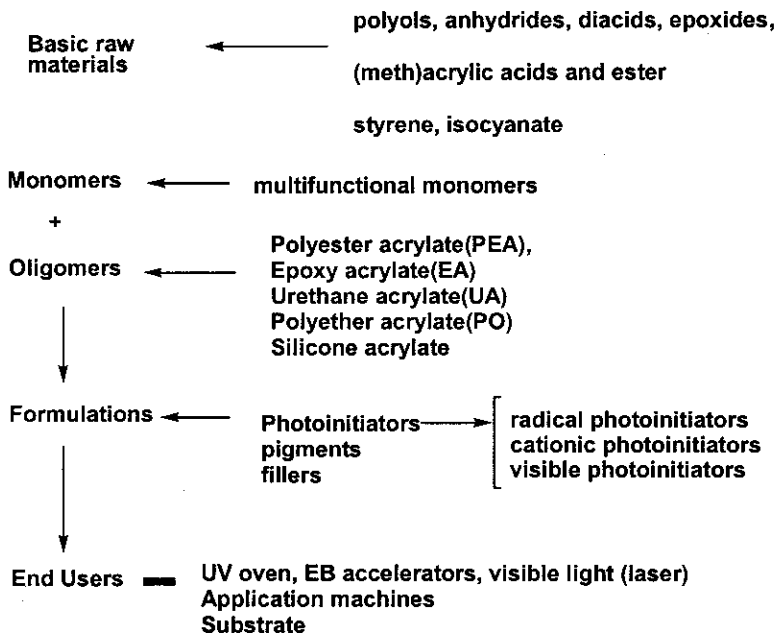 polyols, anhydrides, diacids, epoxides,
Basic raw
materials
(meth)acrylic acids and ester
styrene, isocyanate
Monomers
multifunctional monomers
+
Oligomers
Polyester acrylate(PEA),
Epoxy acrylate(EA)
Urethane acrylate(UA)
Polyether acrylate(PO)
Silicone acrylate
Formulations
Photoinitiators
pigments
fillers
radical photoinitiators
cationic photoinitiators
visible photoinitiators
End Users
UV oven, EB accelerators, visible light (laser)
Application machines
Substrate